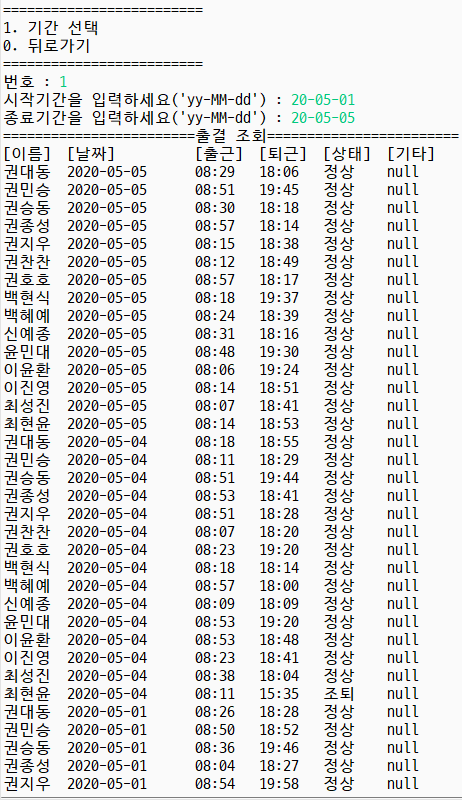 =========================
1. 기간 선택
0. 뒤로가기
=========================
번호 : 1
시작기간을 입력하세요('yy-MM-dd') : 20-05-01
종료기간을 입력하세요('yy-MM-dd') : 20-05-05
========================출결 조회========================
[이름] [날짜] [출근] [퇴근] [상태] [기타]
권대동 2020-05-05 08:29 18:06 정상 null
권민승 2020-05-05 08:51 19:45 정상 null
권승동 2020-05-05 08:30 18:18 정상 null
권종성 2020-05-05 08:57 18:14 정상 null
권지우 2020-05-05 08:15 18:38 정상 null
권찬찬 2020-05-05 08:12 18:49 정상 null
권호호 2020-05-05 08:57 18:17 정상 null
백현식 2020-05-05 08:18 19:37 정상 null
백혜예 2020-05-05 08:24 18:39 정상 null
신예종 2020-05-05 08:31 18:16 정상 null
윤민대 2020-05-05 08:48 19:30 정상 null
이윤환 2020-05-05 08:06 19:24 정상 null
이진영 2020-05-05 08:14 18:51 정상 null
최성진 2020-05-05 08:07 18:41 정상 null
최현윤 2020-05-05 08:14 18:53 정상 null
권대동 2020-05-04 08:18 18:55 정상 null
권민승 2020-05-04 08:11 18:29 정상 null
권승동 2020-05-04 08:51 19:44 정상 null
권종성 2020-05-04 08:53 18:41 정상 null
권지우 2020-05-04 08:51 18:28 정상 null
권찬찬 2020-05-04 08:07 18:20 정상 null
권호호 2020-05-04 08:23 19:20 정상 null
백현식 2020-05-04 08:18 18:14 정상 null
백혜예 2020-05-04 08:57 18:00 정상 null
신예종 2020-05-04 08:09 18:09 정상 null
윤민대 2020-05-04 08:53 19:20 정상 null
이윤환 2020-05-04 08:53 18:48 정상 null
이진영 2020-05-04 08:23 18:41 정상 null
최성진 2020-05-04 08:38 18:04 정상 null
최현윤 2020-05-04 08:11 15:35 조퇴 null
권대동 2020-05-01 08:26 18:28 정상 null
권민승 2020-05-01 08:50 18:52 정상 null
권승동 2020-05-01 08:36 19:46 정상 null
권종성 2020-05-01 08:04 18:27 정상 null
권지우 2020-05-01 08:54 19:58 정상 null